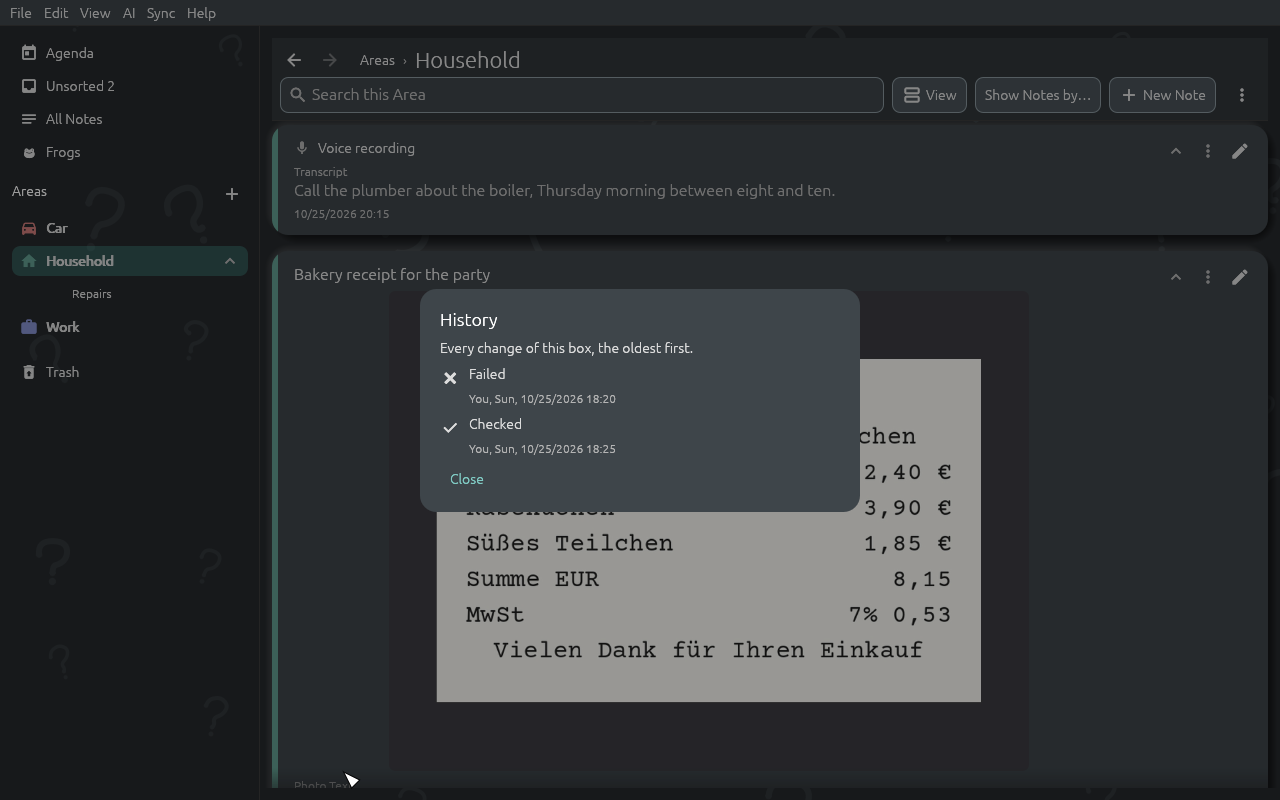 File Edit View AI Sync Help
Agenda
Unsorted 2
All Notes
Frogs
Areas
Car
Household
Repairs
Work
Trash
Areas › Household
Search this Area
View
Show Notes by...
New Note
Voice recording
Transcript
Call the plumber about the boiler, Thursday morning between eight and ten.
10/25/2026 20:15
Bakery receipt for the party
History
Every change of this box, the oldest first.
Failed
You, Sun, 10/25/2026 18:20
Checked
You, Sun, 10/25/2026 18:25
Close
chen
2,40 €
3,90 €
Süßes Teilchen 1,85 €
Summe EUR 8,15
MwSt 7% 0,53
Vielen Dank für Ihren Einkauf
Photo